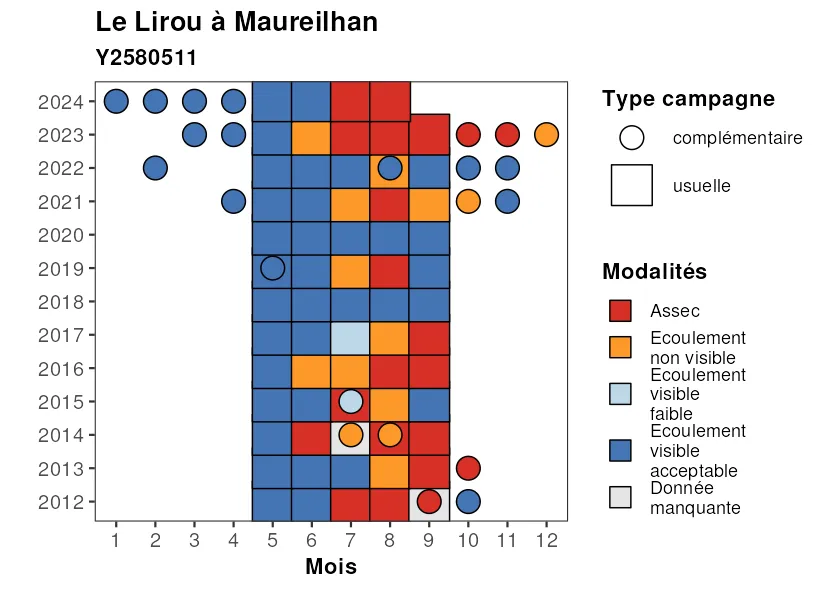 Le Lirou à Maureilhan
Y2580511
2024
2023
2022
2021
2020
2019
2018
2017
2016
2015
2014
2013
2012
1 2 3 4 5 6 7 8 9 10 11 12
Mois
Type campagne
complémentaire
usuelle
Modalités
Assec
Ecoulement
non visible
Ecoulement
visible
faible
Ecoulement
visible
acceptable
Donnée
manquante